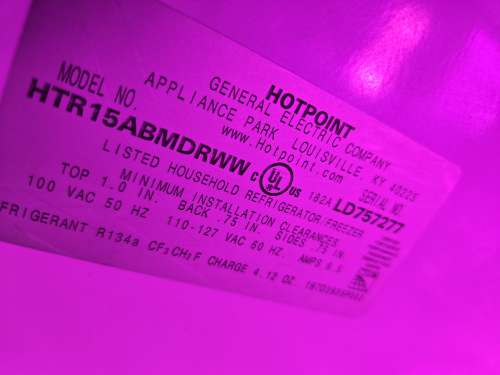 HOTPOINT
GENERAL ELECTRIC COMPANY
APPLIANCE PARK LOUISVILLE, KY 40225
www.Hotpoint.com
MODEL NO. SERIAL NO.
HTR15ABMDRWW C UL US 182A LD757277
LISTED HOUSEHOLD REFRIGERATOR/FREEZER
MINIMUM INSTALLATION CLEARANCES,
TOP 1.0 IN. BACK .75 IN. SIDES .75 IN.
100 VAC 50 HZ 110-127 VAC 60 HZ, AMPS 6.5
FRIGERANT R134a CF3CH2F CHARGE 4.12 OZ.